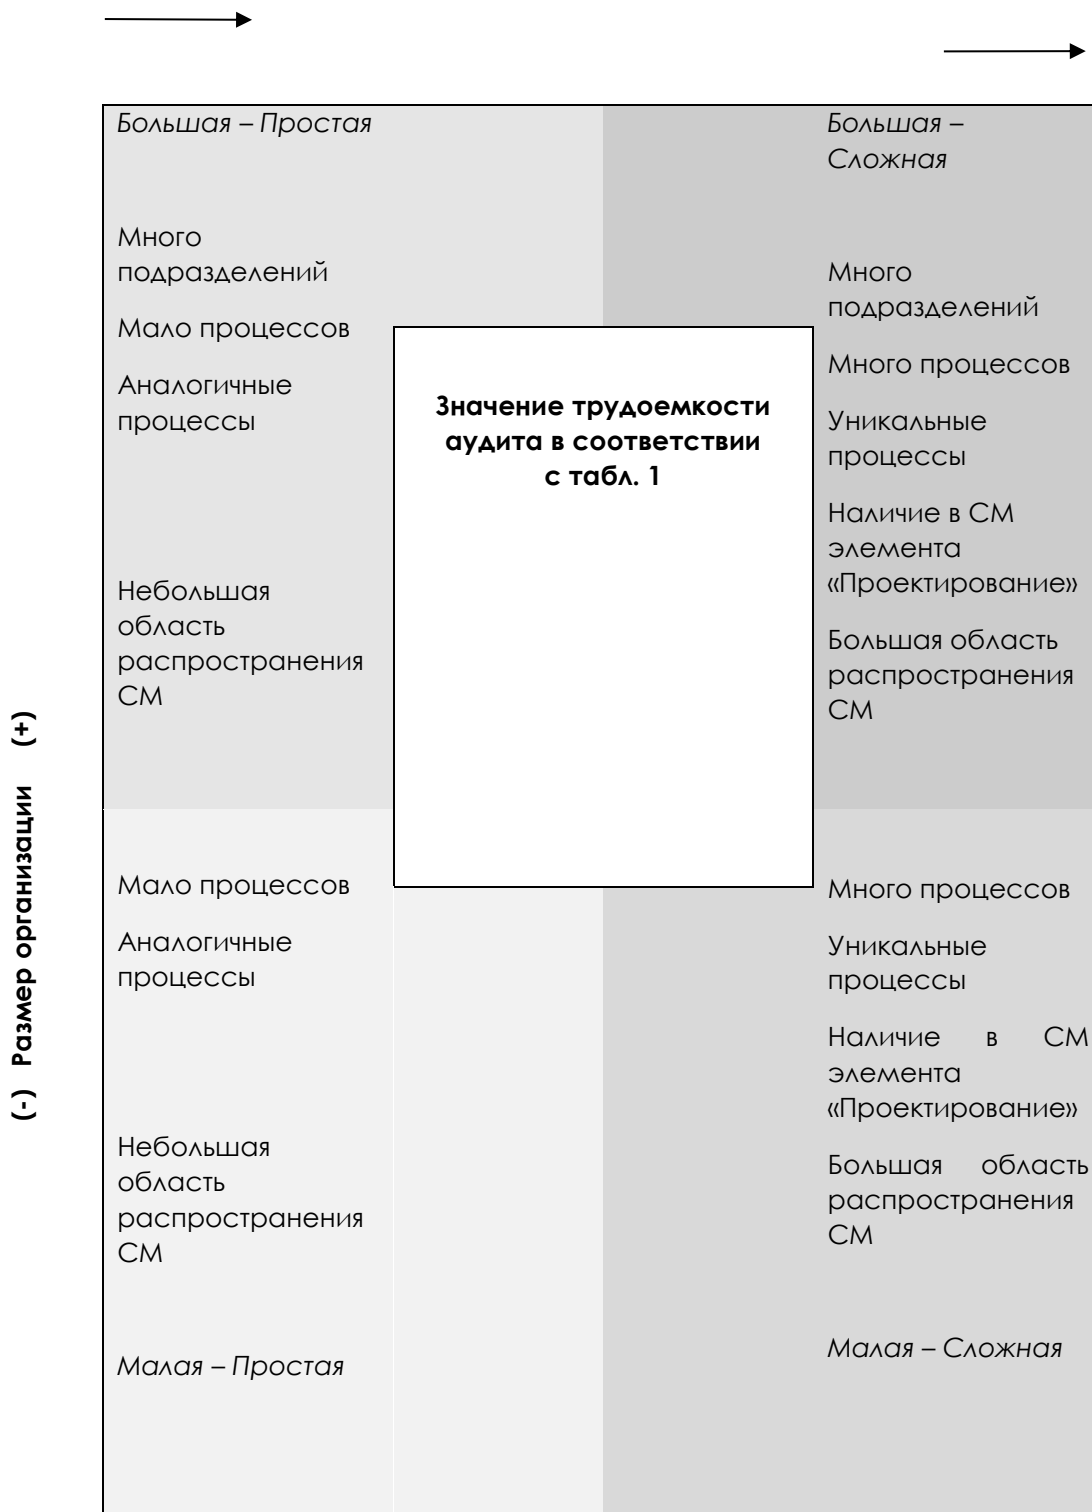 Большая – Простая
Много
подразделений
Мало процессов
Аналогичные
процессы
Небольшая
область
распространения
СМ
Большая –
Сложная
Много
подразделений
Много процессов
Уникальные
процессы
Наличие в СМ
элемента
«Проектирование»
Большая область
распространения
СМ
Значение трудоемкости
аудита в соответствии
с табл. 1
(-) Размер организации (+)
Мало процессов
Аналогичные
процессы
Небольшая
область
распространения
СМ
Малая – Простая
Много процессов
Уникальные
процессы
Наличие в СМ
элемента
«Проектирование»
Большая область
распространения
СМ
Малая – Сложная